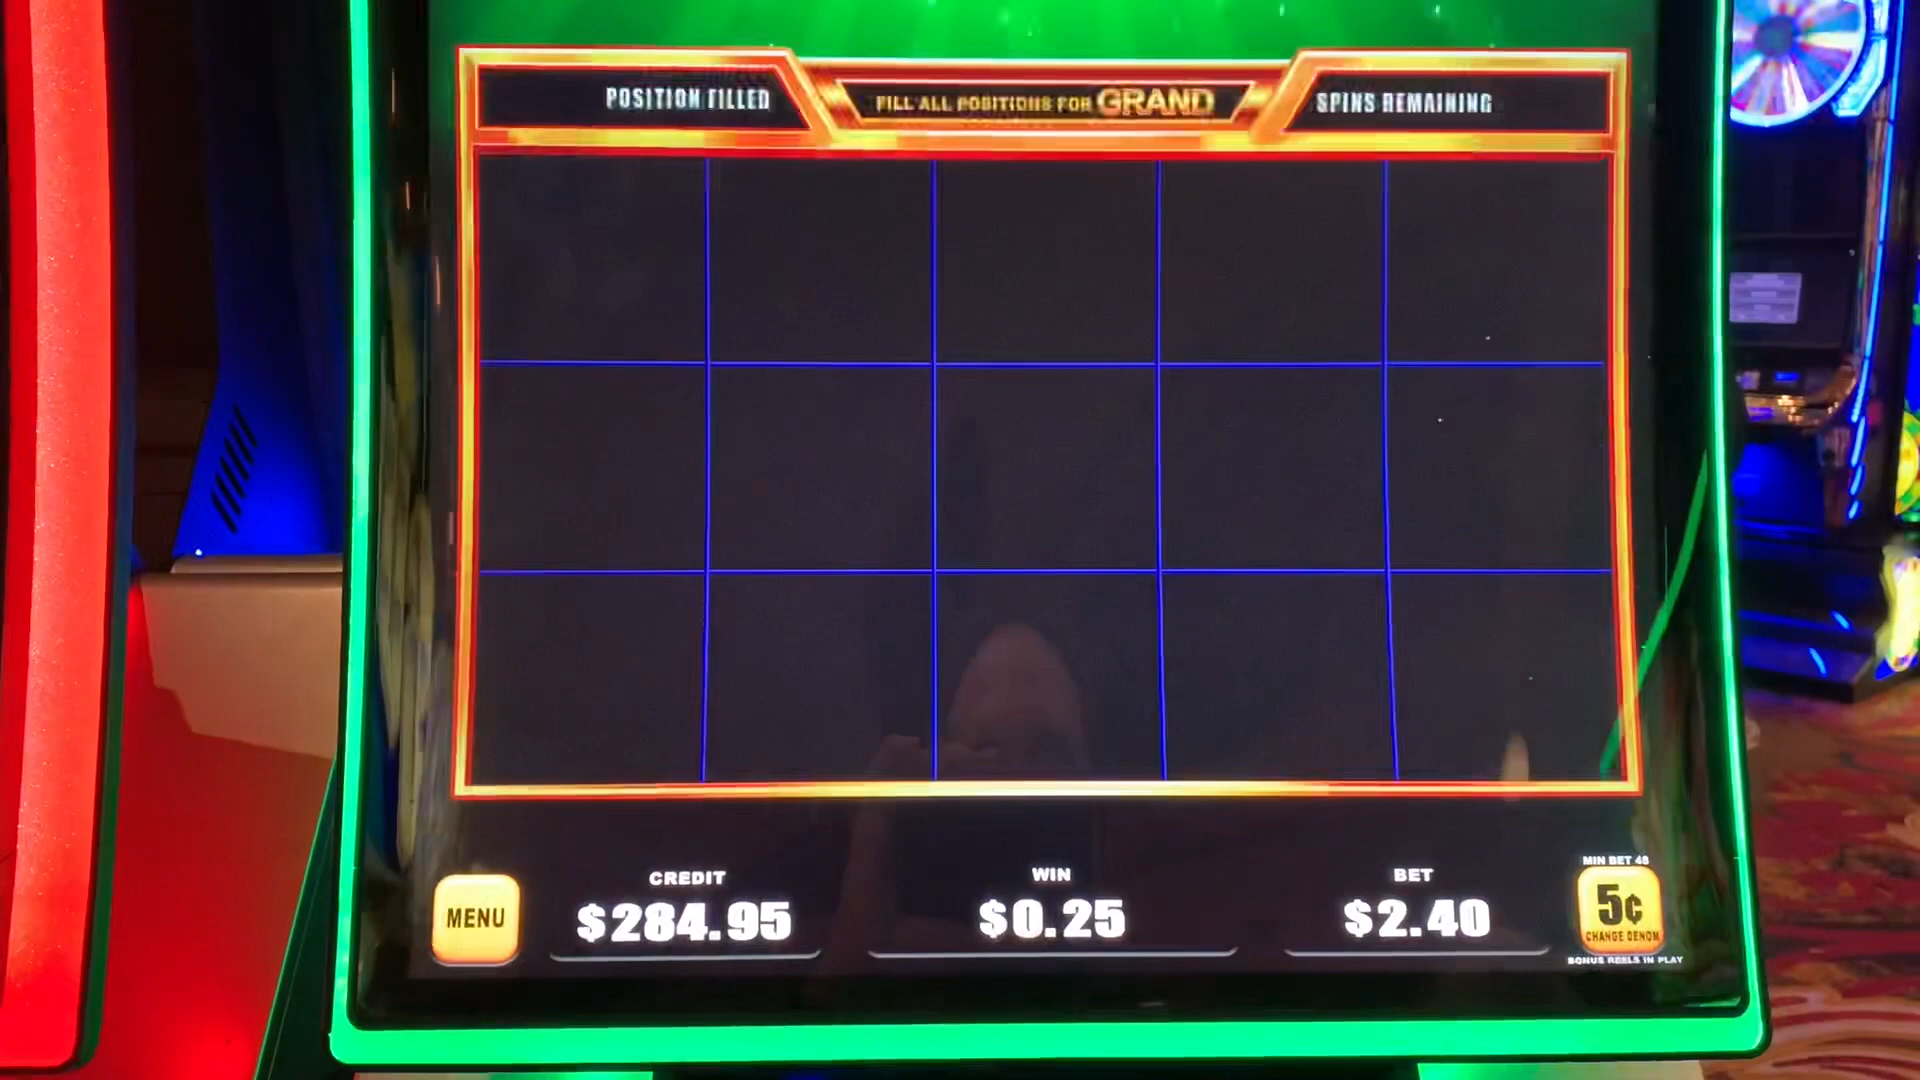 POSITION FILLED
FILL ALL POSITIONS FOR GRAND
SPINS REMAINING
MENU
CREDIT
$284.95
WIN
$0.25
BET
$2.40
MIN BET 48
5¢
CHANGE DENOM
BONUS REELS IN PLAY